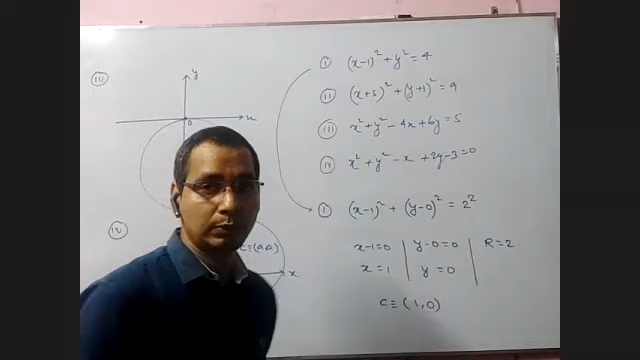 (iii)
y
O
x
(iv)
C≡(a,a)
x
(i) (x-1)² + y² = 4
(ii) (x+5)² + (y+1)² = 9
(iii) x² + y² - 4x + 6y = 5
(iv) x² + y² - x + 2y - 3 = 0
(i) (x-1)² + (y-0)² = 2²
x-1=0 | y-0=0 | R=2
x=1 | y=0 |
C≡(1,0)